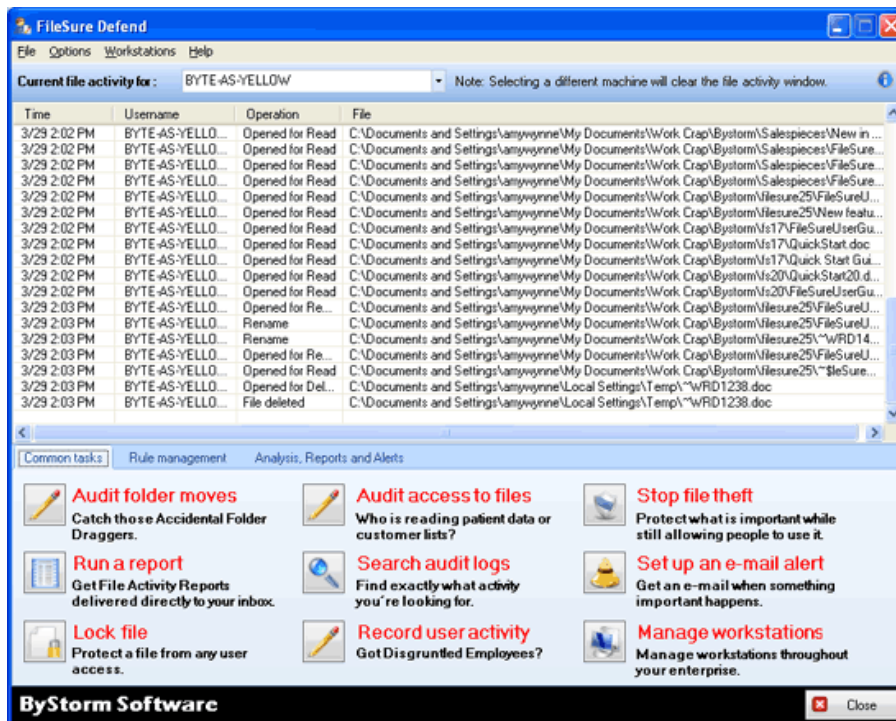 FileSure Defend
File Options Workstations Help
Current file activity for: BYTE-AS-YELLOW Note: Selecting a different machine will clear the file activity window.
Time Username Operation File
3/29 2:02 PM BYTE-AS-YELLO... Opened for Read C:\Documents and Settings\amywynne\My Documents\Work Crap\Bystorm\Salespieces\New in ...
3/29 2:02 PM BYTE-AS-YELLO... Opened for Read C:\Documents and Settings\amywynne\My Documents\Work Crap\Bystorm\Salespieces\FileSure...
3/29 2:02 PM BYTE-AS-YELLO... Opened for Read C:\Documents and Settings\amywynne\My Documents\Work Crap\Bystorm\Salespieces\FileSure...
3/29 2:02 PM BYTE-AS-YELLO... Opened for Read C:\Documents and Settings\amywynne\My Documents\Work Crap\Bystorm\Salespieces\FileSure...
3/29 2:02 PM BYTE-AS-YELLO... Opened for Read C:\Documents and Settings\amywynne\My Documents\Work Crap\Bystorm\filesure25\FileSureU...
3/29 2:02 PM BYTE-AS-YELLO... Opened for Read C:\Documents and Settings\amywynne\My Documents\Work Crap\Bystorm\filesure25\New featu...
3/29 2:02 PM BYTE-AS-YELLO... Opened for Read C:\Documents and Settings\amywynne\My Documents\Work Crap\Bystorm\fs17\FileSureUserGu...
3/29 2:02 PM BYTE-AS-YELLO... Opened for Read C:\Documents and Settings\amywynne\My Documents\Work Crap\Bystorm\fs17\QuickStart.doc
3/29 2:02 PM BYTE-AS-YELLO... Opened for Read C:\Documents and Settings\amywynne\My Documents\Work Crap\Bystorm\fs17\Quick Start Gui...
3/29 2:02 PM BYTE-AS-YELLO... Opened for Read C:\Documents and Settings\amywynne\My Documents\Work Crap\Bystorm\fs20\QuickStart20.d...
3/29 2:02 PM BYTE-AS-YELLO... Opened for Read C:\Documents and Settings\amywynne\My Documents\Work Crap\Bystorm\fs20\FileSureUserGu...
3/29 2:03 PM BYTE-AS-YELLO... Opened for Re... C:\Documents and Settings\amywynne\My Documents\Work Crap\Bystorm\filesure25\FileSureU...
3/29 2:03 PM BYTE-AS-YELLO... Rename C:\Documents and Settings\amywynne\My Documents\Work Crap\Bystorm\filesure25\FileSureU...
3/29 2:03 PM BYTE-AS-YELLO... Rename C:\Documents and Settings\amywynne\My Documents\Work Crap\Bystorm\filesure25\~WRD14...
3/29 2:03 PM BYTE-AS-YELLO... Opened for Re... C:\Documents and Settings\amywynne\My Documents\Work Crap\Bystorm\filesure25\FileSureU...
3/29 2:03 PM BYTE-AS-YELLO... Opened for Read C:\Documents and Settings\amywynne\My Documents\Work Crap\Bystorm\filesure25\~$leSure...
3/29 2:03 PM BYTE-AS-YELLO... Opened for Del... C:\Documents and Settings\amywynne\Local Settings\Temp\~WRD1238.doc
3/29 2:03 PM BYTE-AS-YELLO... File deleted C:\Documents and Settings\amywynne\Local Settings\Temp\~WRD1238.doc
Common tasks Rule management Analysis, Reports and Alerts
Audit folder moves
Catch those Accidental Folder
Draggers.
Audit access to files
Who is reading patient data or
customer lists?
Stop file theft
Protect what is important while
still allowing people to use it.
Run a report
Get File Activity Reports
delivered directly to your inbox.
Search audit logs
Find exactly what activity
you're looking for.
Set up an e-mail alert
Get an e-mail when something
important happens.
Lock file
Protect a file from any user
access.
Record user activity
Got Disgruntled Employees?
Manage workstations
Manage workstations throughout
your enterprise.
ByStorm Software
Close